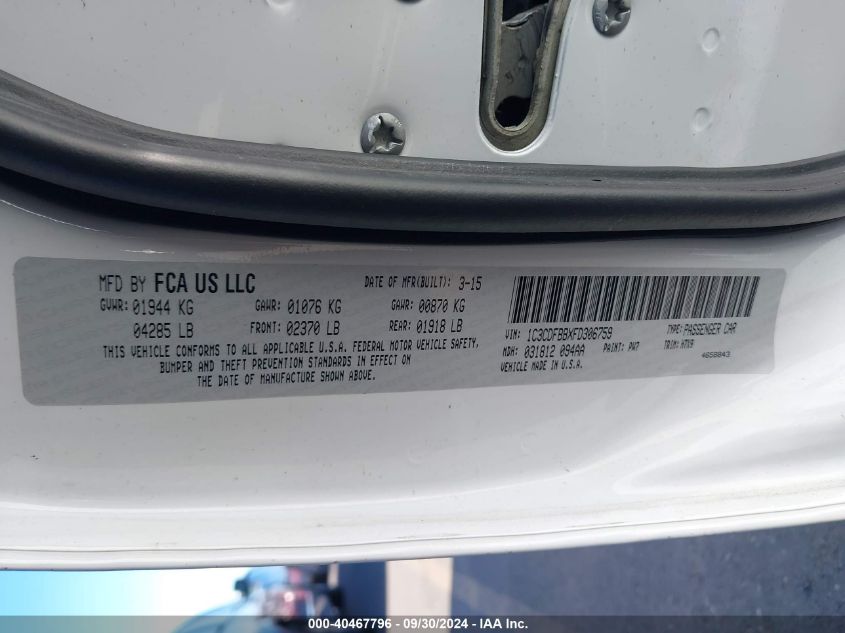 MFD BY FCA US LLC DATE OF MFR(BUILT): 3-15
GVWR: 01944 KG GAWR: 01076 KG GAWR: 00870 KG
04285 LB FRONT: 02370 LB REAR: 01918 LB
THIS VEHICLE CONFORMS TO ALL APPLICABLE U.S.A. FEDERAL MOTOR VEHICLE SAFETY,
BUMPER AND THEFT PREVENTION STANDARDS IN EFFECT ON
THE DATE OF MANUFACTURE SHOWN ABOVE.
VIN: 1C3CDFBBXFD306759 TYPE: PASSENGER CAR
MDH: 031812 094AA PAINT: PW7 TRIM: H7X9
VEHICLE MADE IN U.S.A. 4658843
000-40467796 - 09/30/2024 - IAA Inc.